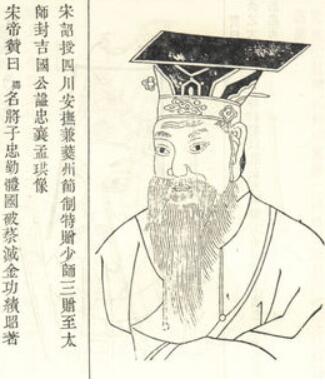 宋詔授四川安撫兼夔州節制特贈少師三贈至太
師封吉國公諡忠襄孟珙像
宋帝贊曰 名將子忠勤體國破蔡滅金功績昭著